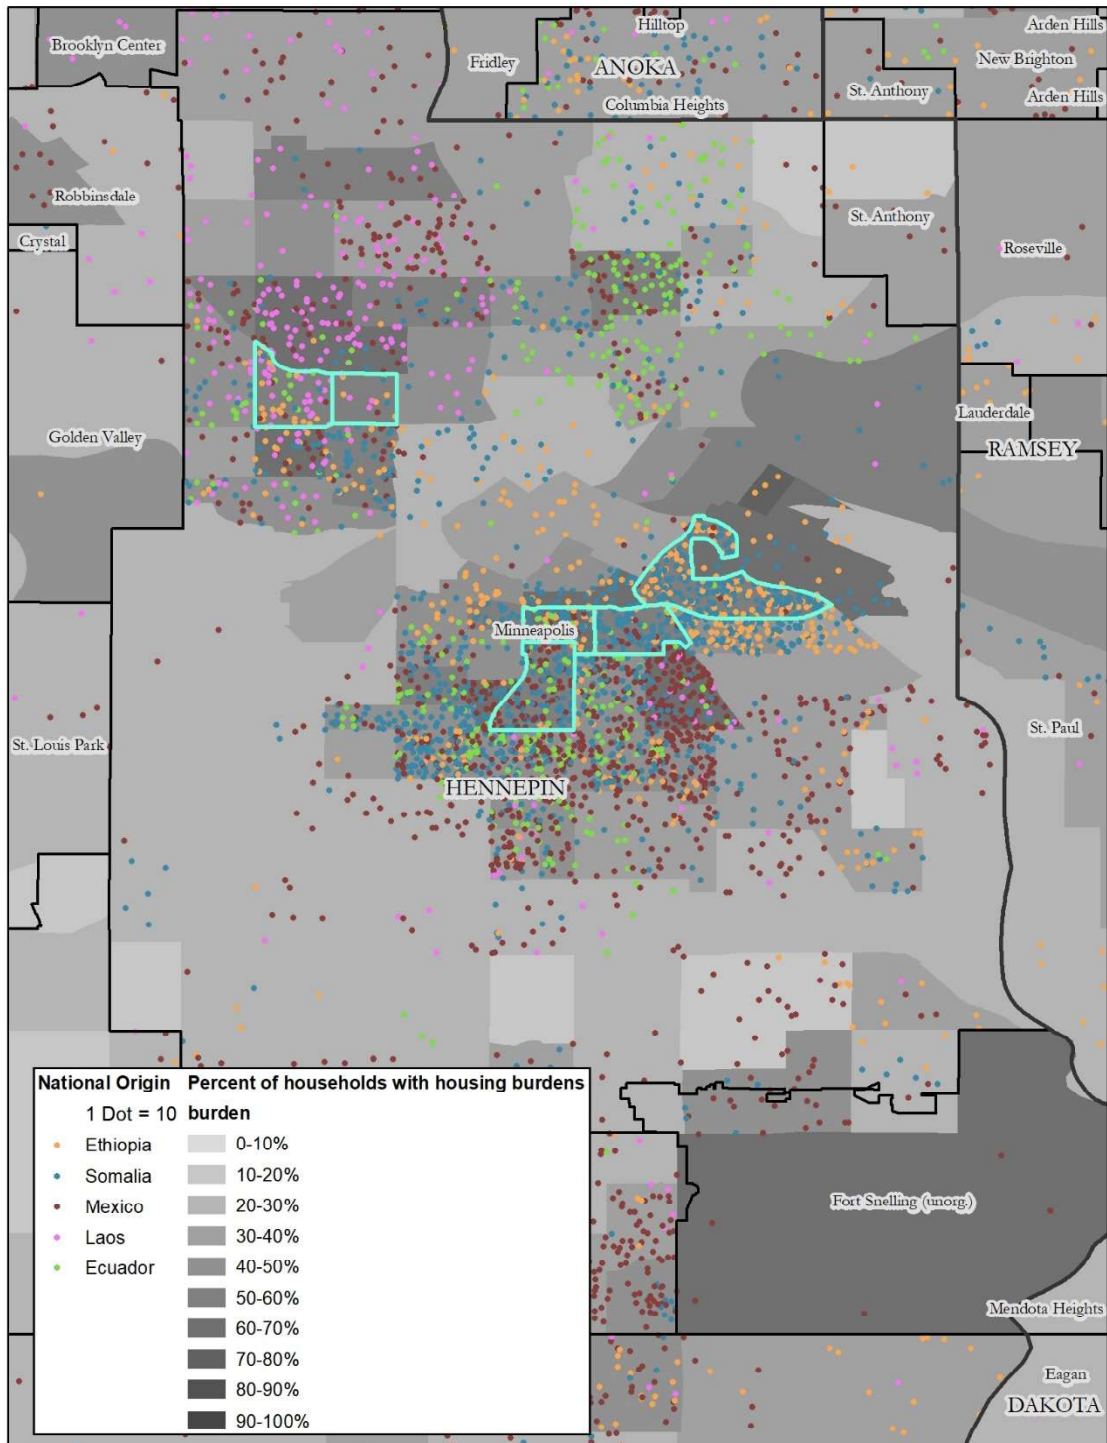 Hilltop
Arden Hills
Brooklyn Center
Fridley
ANOKA
New Brighton
St. Anthony
Arden Hills
Columbia Heights
Robbinsdale
St. Anthony
Crystal
Roseville
Lauderdale
Golden Valley
RAMSEY
Minneapolis
St. Louis Park
St. Paul
HENNEPIN
National Origin Percent of households with housing burdens
1 Dot = 10 burden
Ethiopia 0-10%
Somalia 10-20%
Mexico 20-30%
Laos 30-40%
Ecuador 40-50%
50-60%
60-70%
70-80%
80-90%
90-100%
Fort Snelling (unorg.)
Mendota Heights
Eagan
DAKOTA